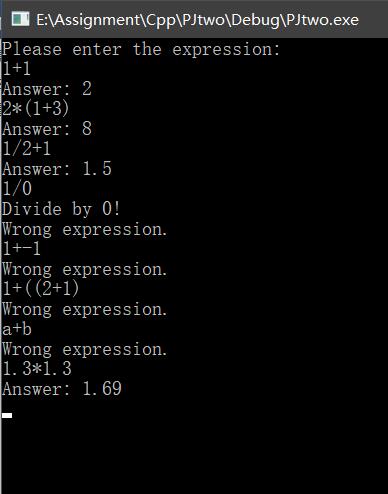 E:\Assignment\Cpp\PJtwo\Debug\PJtwo.exe
Please enter the expression:
1+1
Answer: 2
2*(1+3)
Answer: 8
1/2+1
Answer: 1.5
1/0
Divide by 0!
Wrong expression.
1+-1
Wrong expression.
1+((2+1)
Wrong expression.
a+b
Wrong expression.
1.3*1.3
Answer: 1.69